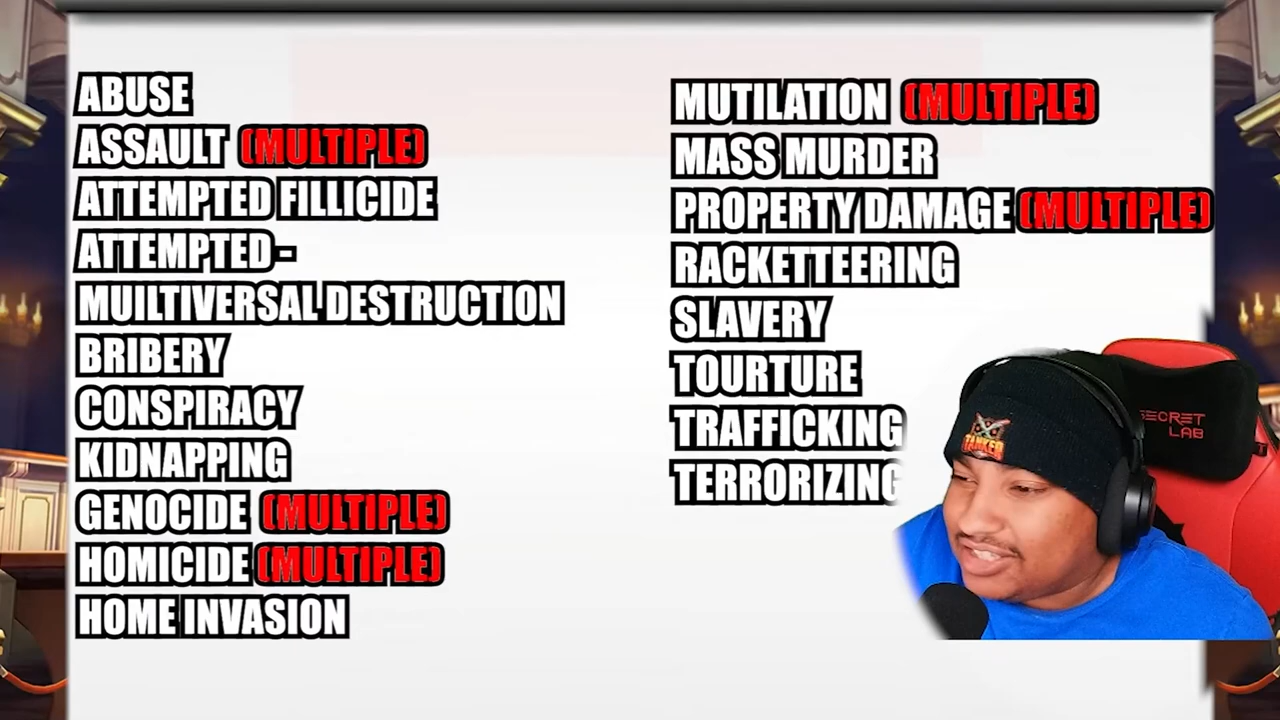 ABUSE
ASSAULT (MULTIPLE)
ATTEMPTED FILLICIDE
ATTEMPTED -
MUILTIVERSAL DESTRUCTION
BRIBERY
CONSPIRACY
KIDNAPPING
GENOCIDE (MULTIPLE)
HOMICIDE (MULTIPLE)
HOME INVASION
MUTILATION (MULTIPLE)
MASS MURDER
PROPERTY DAMAGE (MULTIPLE)
RACKETTEERING
SLAVERY
TOURTURE
TRAFFICKING
TERRORIZING
SECRET
LAB
TANKER